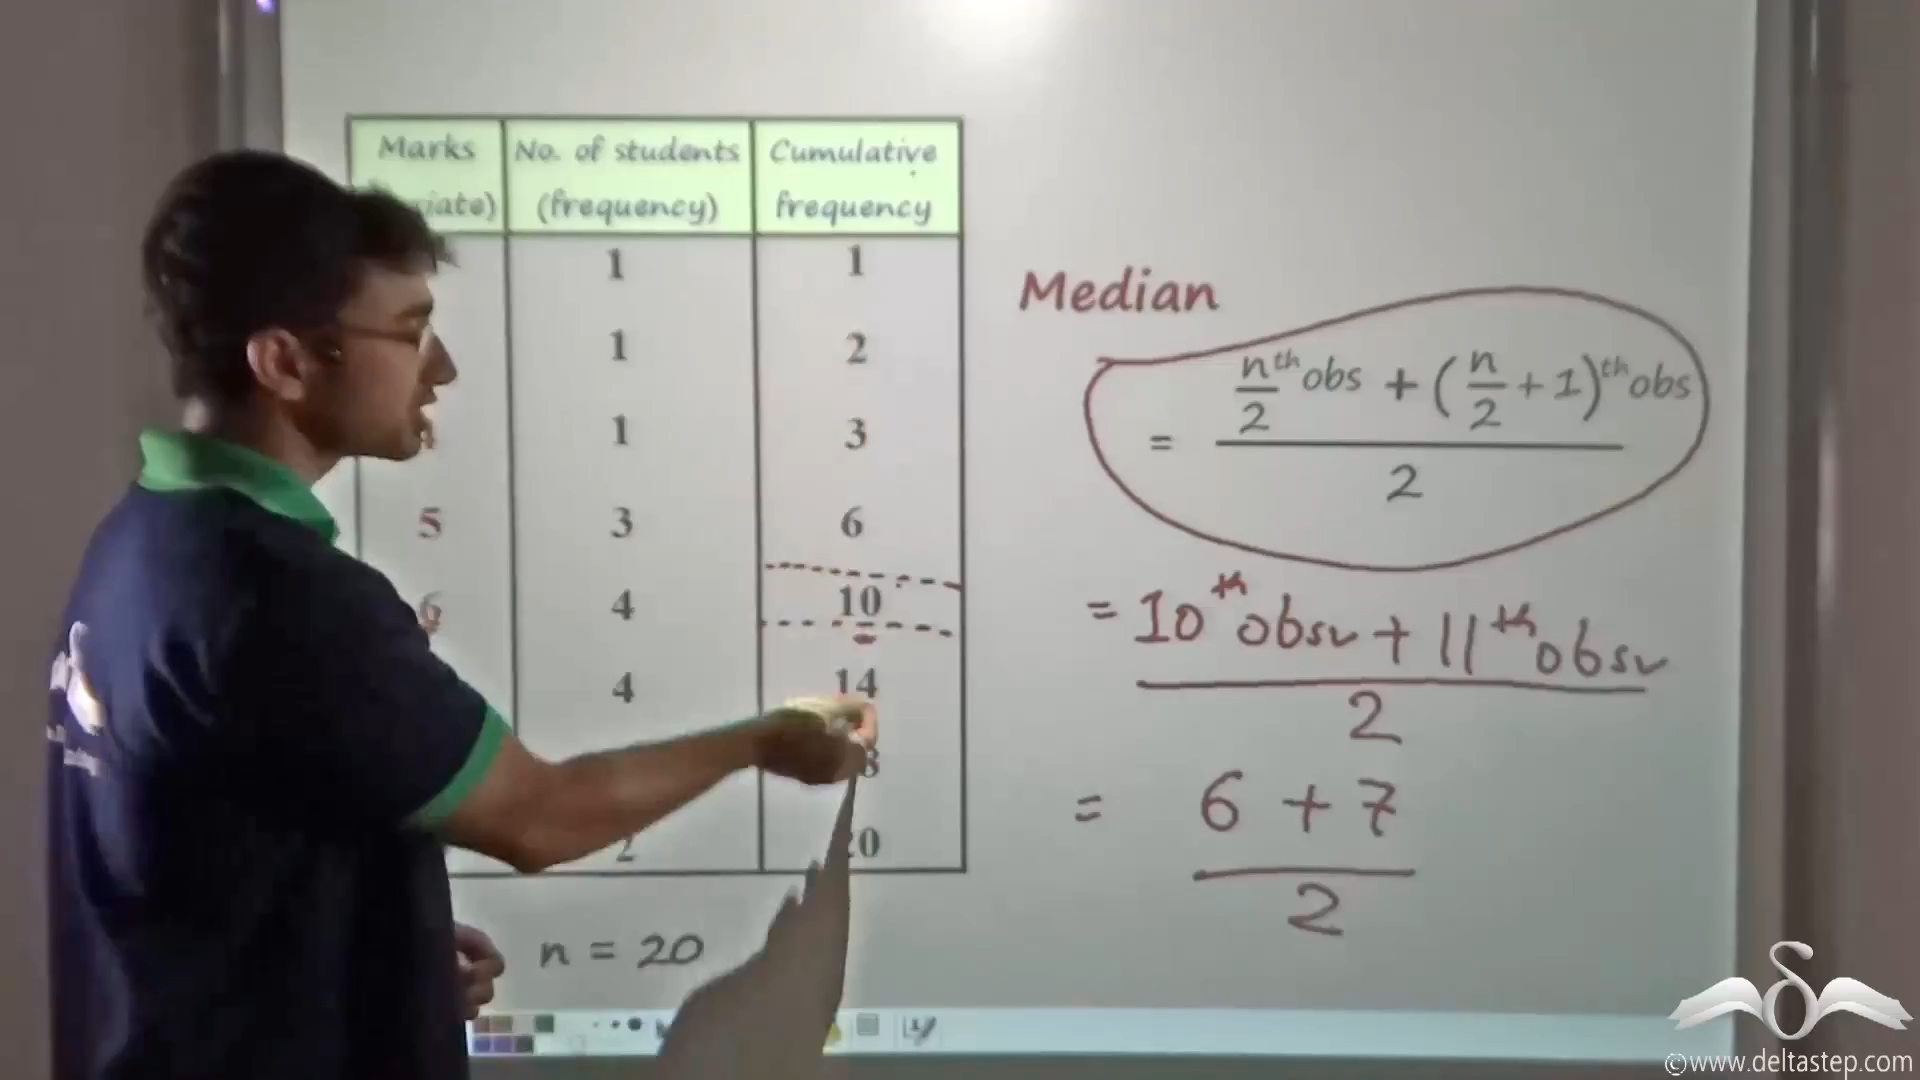 Marks No. of students Cumulative
(frequency) frequency
1 1
1 2
1 3
5 3 6
6 4 10
4 14
2
n = 20
Median
= n/2 th obs + (n/2 + 1)th obs
2
= 10th obsv + 11th obsv
2
= 6 + 7
2
©www.deltastep.com